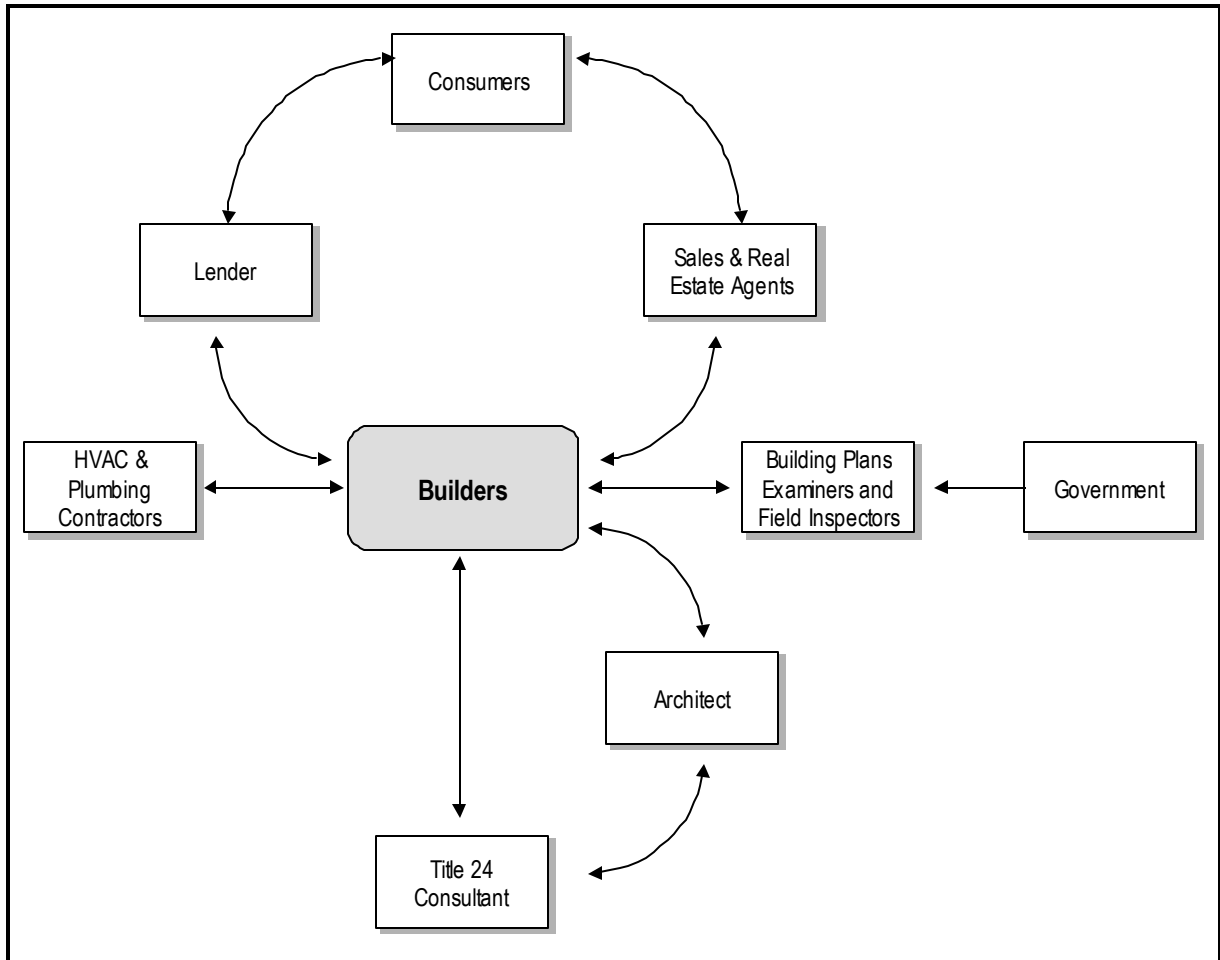 Consumers
Lender
Sales & Real
Estate Agents
HVAC &
Plumbing
Contractors
Builders
Building Plans
Examiners and
Field Inspectors
Government
Architect
Title 24
Consultant